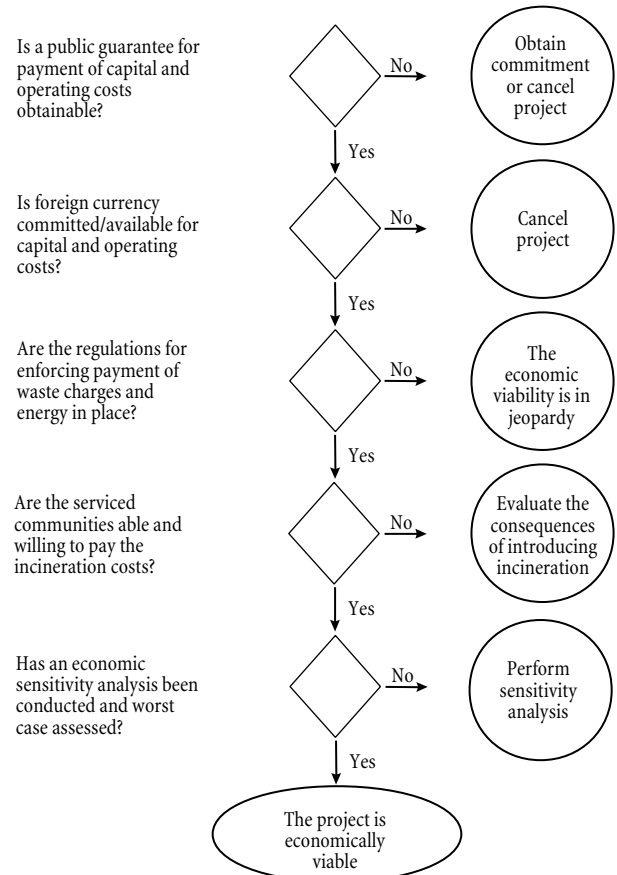 Is a public guarantee for
payment of capital and
operating costs
obtainable?
No
Obtain
commitment
or cancel
project
Yes
Is foreign currency
committed/available for
capital and operating
costs?
No
Cancel
project
Yes
Are the regulations for
enforcing payment of
waste charges and
energy in place?
No
The
economic
viability is in
jeopardy
Yes
Are the serviced
communities able and
willing to pay the
incineration costs?
No
Evaluate the
consequences
of introducing
incineration
Yes
Has an economic
sensitivity analysis been
conducted and worst
case assessed?
No
Perform
sensitivity
analysis
Yes
The project is
economically
viable